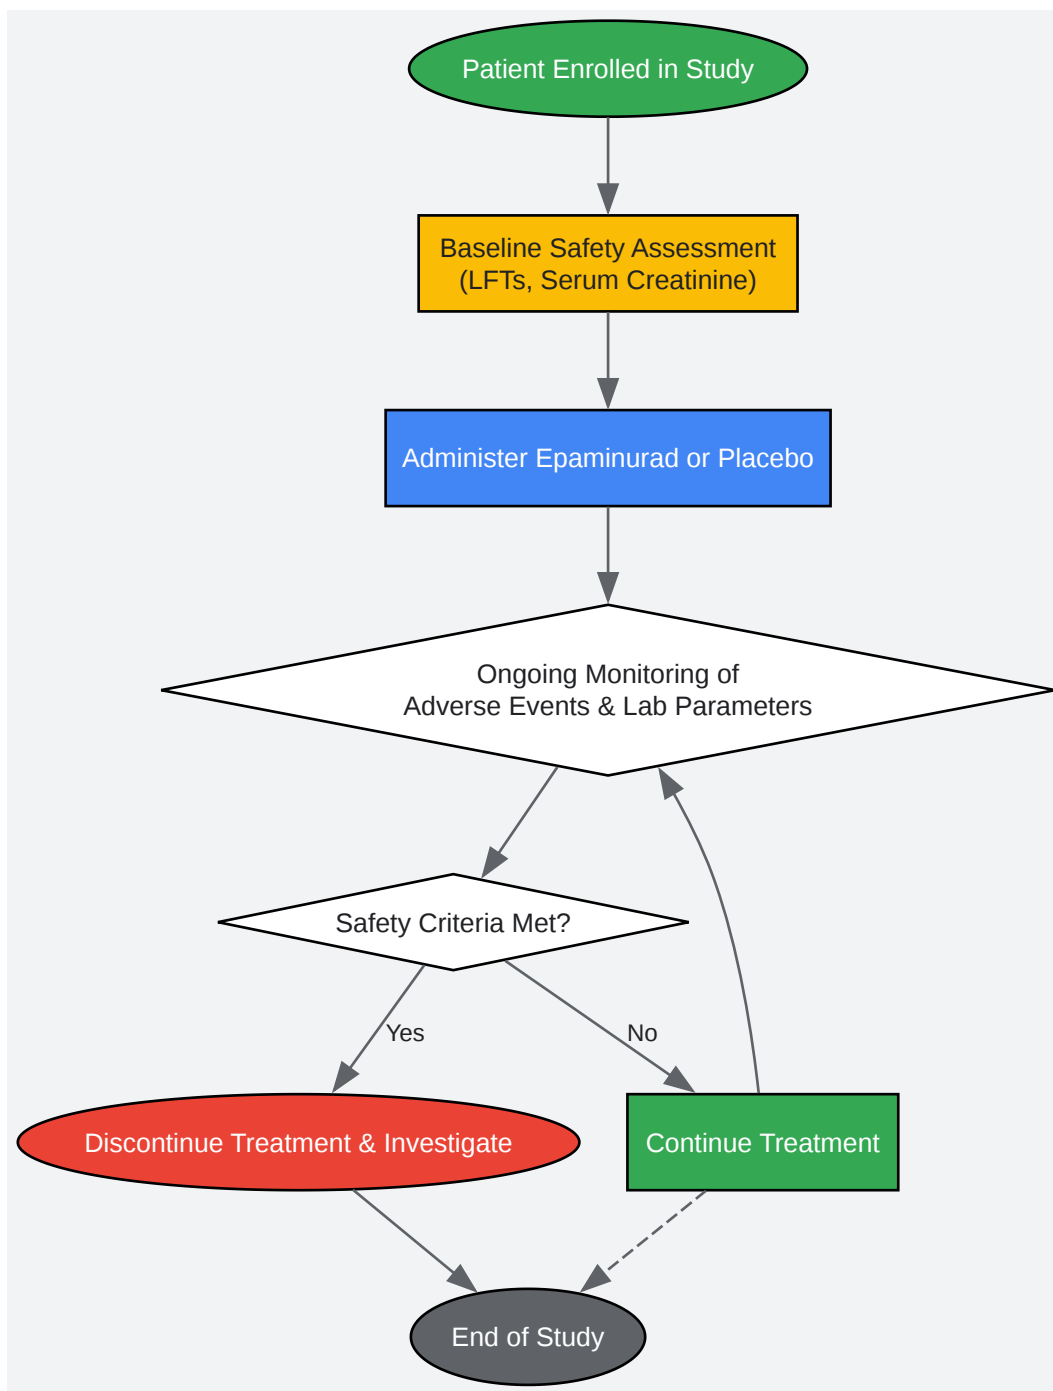 Patient Enrolled in Study
Baseline Safety Assessment
(LFTs, Serum Creatinine)
Administer Epaminurad or Placebo
Ongoing Monitoring of
Adverse Events & Lab Parameters
Safety Criteria Met?
Yes
No
Discontinue Treatment & Investigate
Continue Treatment
End of Study